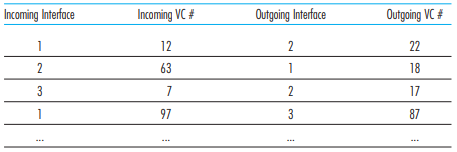 Incoming Interface Incoming VC # Outgoing Interface Outgoing VC #
1 12 2 22
2 63 1 18
3 7 2 17
1 97 3 87
... ... ... ...